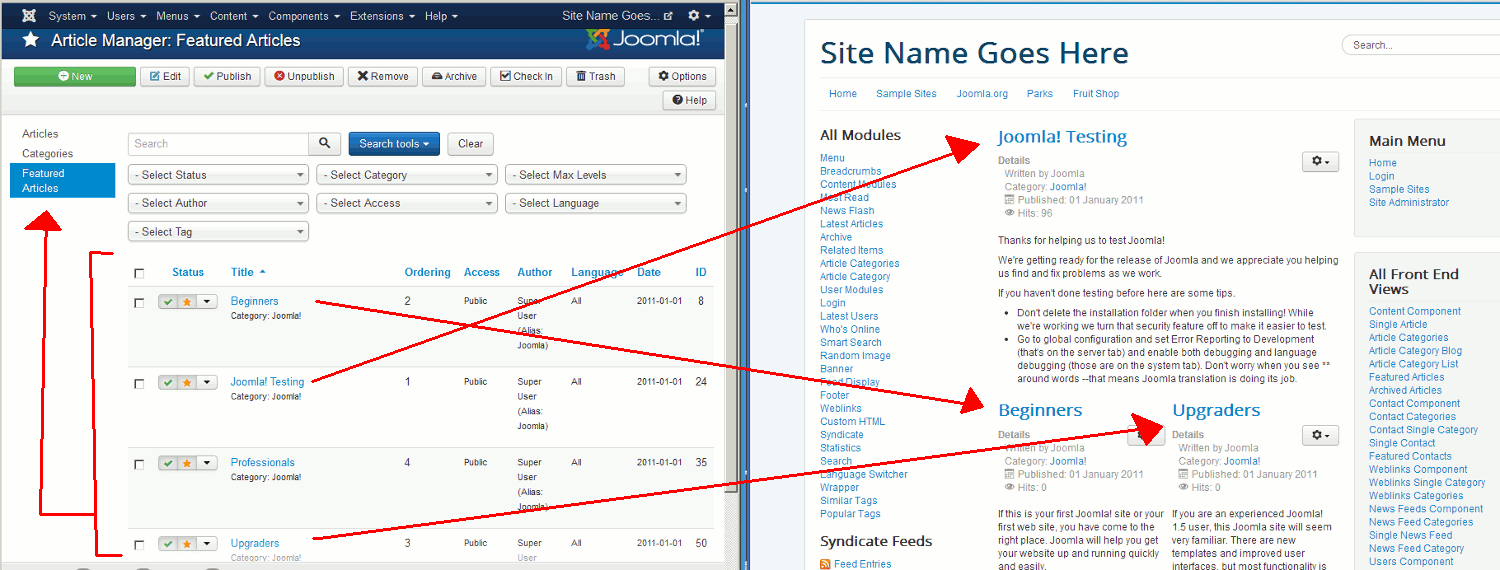 System Users Menus Content Components Extensions Help Site Name Goes...
Article Manager: Featured Articles
Joomla!®
New Edit Publish Unpublish Remove Archive Check In Trash Options
Help
Articles
Categories
Featured
Articles
Search Search tools Clear
- Select Status - Select Category - Select Max Levels
- Select Author - Select Access - Select Language
- Select Tag
Status Title Ordering Access Author Language Date ID
Beginners 2 Public Super All 2011-01-01 8
Category: Joomla! User
(Alias:
Joomla)
Joomla! Testing 1 Public Super All 2011-01-01 24
Category: Joomla! User
(Alias:
Joomla)
Professionals 4 Public Super All 2011-01-01 35
Category: Joomla! User
(Alias:
Joomla)
Upgraders 3 Public Super All 2011-01-01 50
Category: Joomla! User
Site Name Goes Here
Search...
Home Sample Sites Joomla.org Parks Fruit Shop
All Modules
Menu
Breadcrumbs
Content Modules
Most Read
News Flash
Latest Articles
Archive
Related Items
Article Categories
Article Category
User Modules
Login
Latest Users
Who's Online
Smart Search
Random Image
Banner
Feed Display
Footer
Weblinks
Custom HTML
Syndicate
Statistics
Search
Language Switcher
Wrapper
Similar Tags
Popular Tags
Syndicate Feeds
Feed Entries
Joomla! Testing
Details
Written by Joomla
Category: Joomla!
Published: 01 January 2011
Hits: 96
Thanks for helping us to test Joomla!
We're getting ready for the release of Joomla and we appreciate you helping
us find and fix problems as we work.
If you haven't done testing before here are some tips.
• Don't delete the installation folder when you finish installing! While
we're working we turn that security feature off to make it easier to test.
• Go to global configuration and set Error Reporting to Development
(that's on the server tab) and enable both debugging and language
debugging (those are on the system tab). Don't worry when you see **
around words --that means Joomla translation is doing its job.
Beginners
Details
Written by Joomla
Category: Joomla!
Published: 01 January 2011
Hits: 0
If this is your first Joomla! site or your
first web site, you have come to the
right place. Joomla will help you get
your website up and running quickly
and easily.
Upgraders
Details
Written by Joomla
Category: Joomla!
Published: 01 January 2011
Hits: 0
If you are an experienced Joomla!
1.5 user, this Joomla site will seem
very familiar. There are new
templates and improved user
interfaces, but most functionality is
Main Menu
Home
Login
Sample Sites
Site Administrator
All Front End
Views
Content Component
Single Article
Article Categories
Article Category Blog
Article Category List
Featured Articles
Archived Articles
Contact Component
Contact Categories
Contact Single Category
Single Contact
Featured Contacts
Weblinks Component
Weblinks Single Category
Weblinks Categories
News Feeds Component
News Feed Categories
Single News Feed
News Feed Category
Users Component